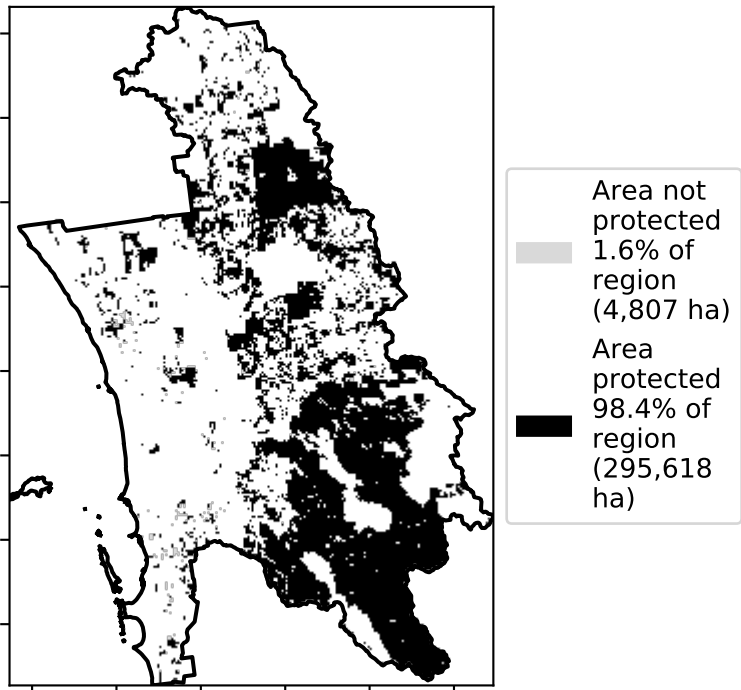 Area not
protected
1.6% of
region
(4,807 ha)
Area
protected
98.4% of
region
(295,618
ha)